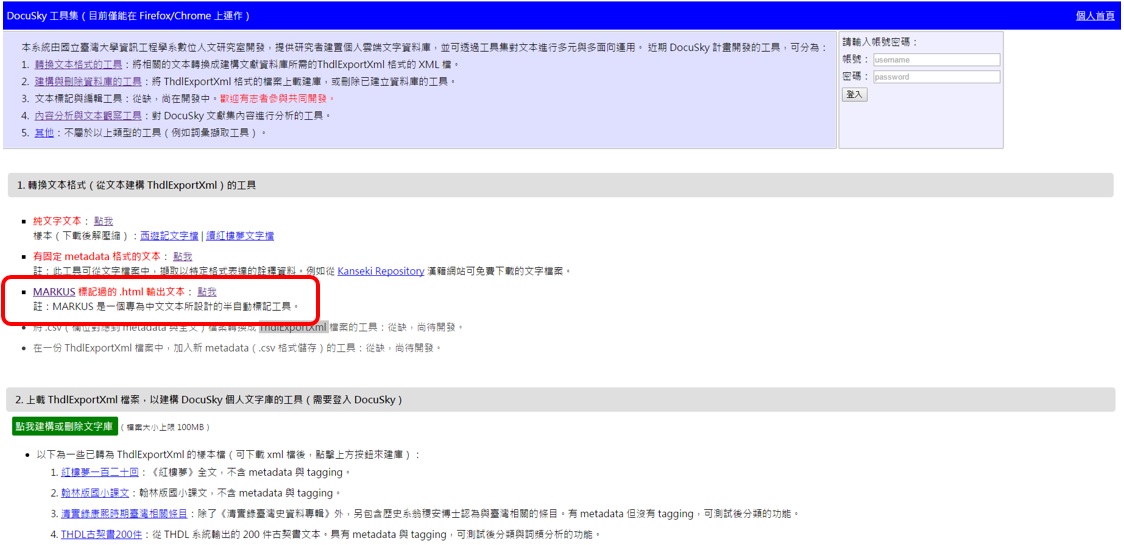 DocuSky 工具集（目前僅能在 Firefox/Chrome 上運作）
個人首頁
本系統由國立臺灣大學資訊工程學系數位人文研究室開發，提供研究者建置個人雲端文字資料庫，並可透過工具集對文本進行多元與多面向運用。 近期 DocuSky 計畫開發的工具，可分為：
1. 轉換文本格式的工具：將相關的文本轉換成建構文獻資料庫所需的ThdlExportXml 格式的 XML 檔。
2. 建構與刪除資料庫的工具：將 ThdlExportXml 格式的檔案上載建庫，或刪除已建立資料庫的工具。
3. 文本標記與編輯工具：從缺，尚在開發中。歡迎有志者參與共同開發。
4. 內容分析與文本觀察工具：對 DocuSky 文獻集內容進行分析的工具。
5. 其他：不屬於以上類型的工具（例如詞彙擷取工具）。
請輸入帳號密碼：
帳號： username
密碼： password
登入
1. 轉換文本格式（從文本建構 ThdlExportXml）的工具
純文字文本： 點我
樣本（下載後解壓縮）：西遊記文字檔 | 續紅樓夢文字檔
有固定 metadata 格式的文本： 點我
註：此工具可從文字檔案中，擷取以特定格式表達的詮釋資料。例如從 Kanseki Repository 漢籍網站可免費下載的文字檔案。
MARKUS 標記過的 .html 輸出文本： 點我
註：MARKUS 是一個專為中文文本所設計的半自動標記工具。
將 .csv（欄位對應到 metadata 與全文）檔案轉換成 ThdlExportXml 檔案的工具：從缺，尚待開發。
在一份 ThdlExportXml 檔案中，加入新 metadata（.csv 格式儲存）的工具：從缺，尚待開發。
2. 上載 ThdlExportXml 檔案，以建構 DocuSky 個人文字庫的工具（需要登入 DocuSky）
點我建構或刪除文字庫（檔案大小上限 100MB）
以下為一些已轉為 ThdlExportXml 的樣本檔（可下載 xml 檔後，點擊上方按鈕來建庫）：
1. 紅樓夢一百二十回：《紅樓夢》全文，不含 metadata 與 tagging。
2. 翰林版國小課文：翰林版國小課文，不含 metadata 與 tagging。
3. 清實錄康熙時期臺灣相關條目：除了《清實錄臺灣史資料專輯》外，另包含歷史系翁稷安博士認為與臺灣相關的條目。有 metadata 但沒有 tagging，可測試後分類的功能。
4. THDL古契書200件：從 THDL 系統輸出的 200 件古契書文本。具有 metadata 與 tagging，可測試後分類與詞頻分析的功能。